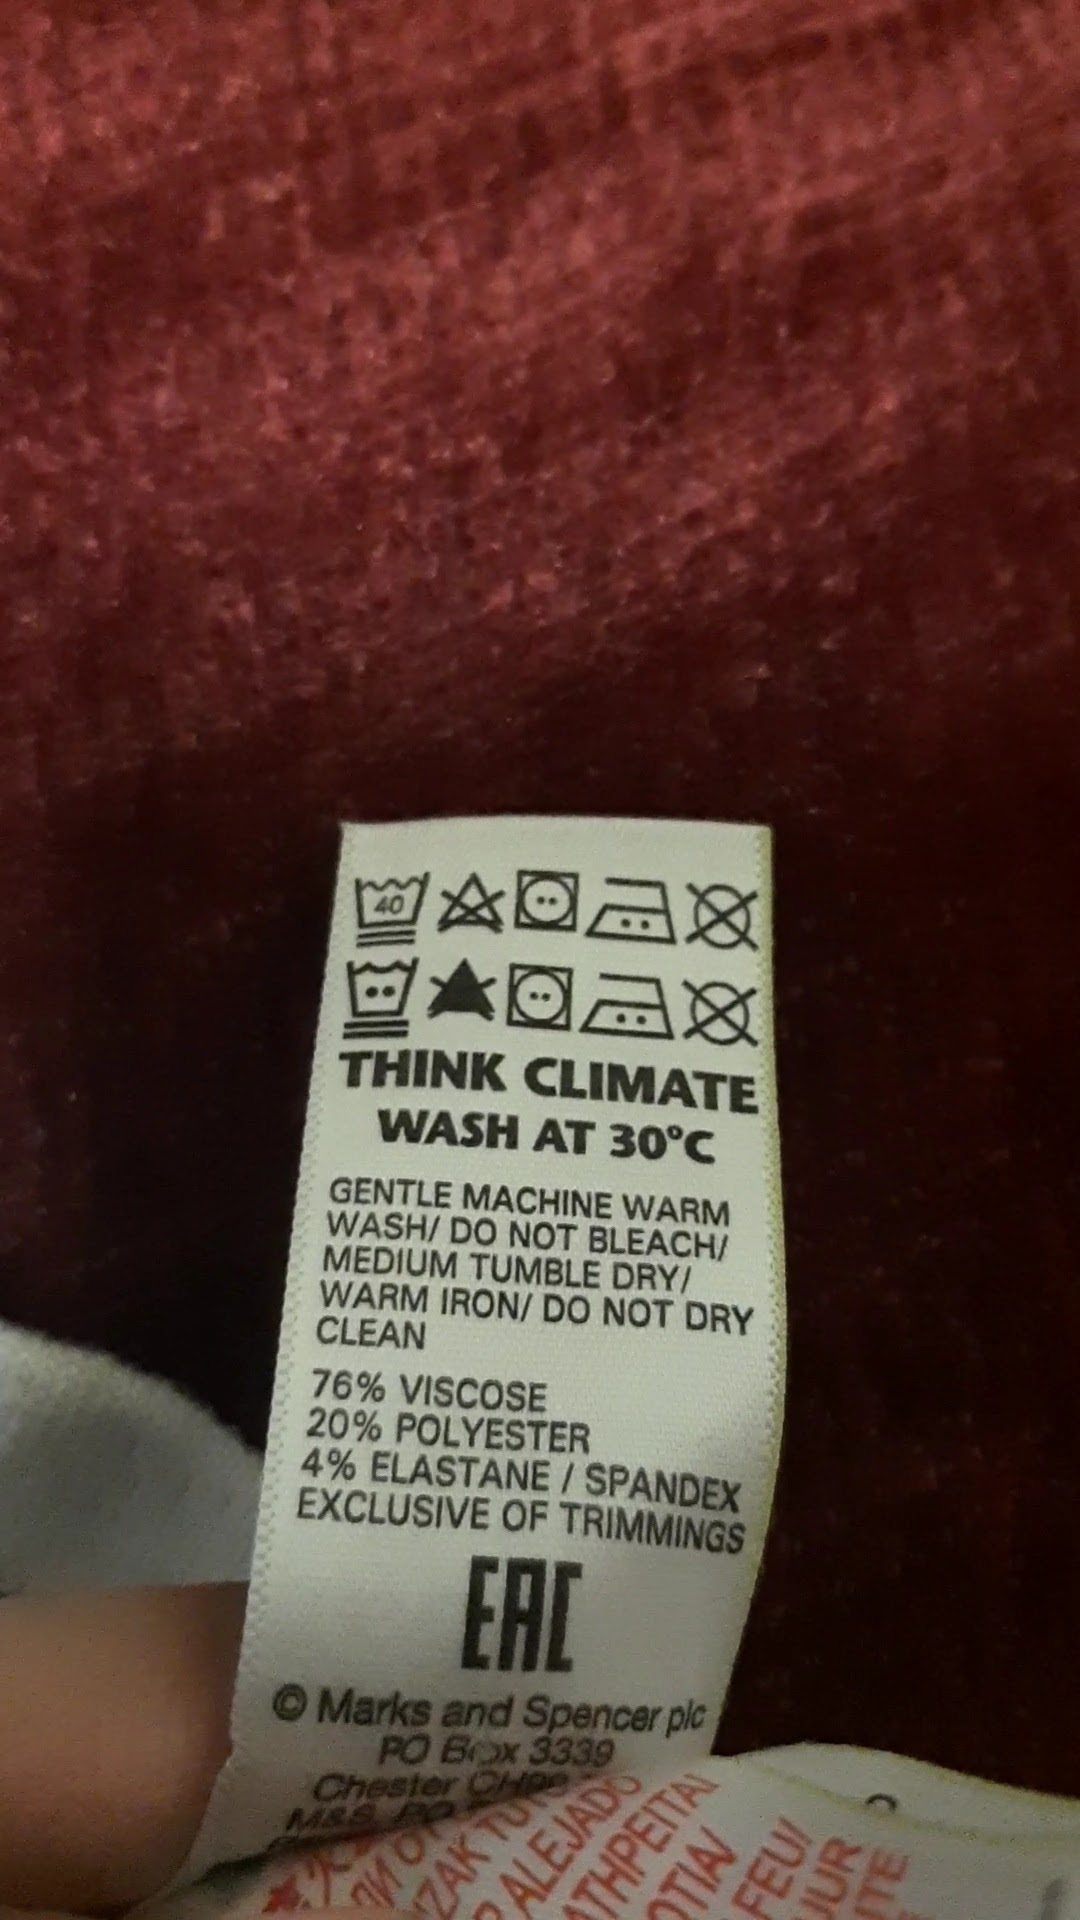 40
THINK CLIMATE
WASH AT 30°C
GENTLE MACHINE WARM
WASH/ DO NOT BLEACH/
MEDIUM TUMBLE DRY/
WARM IRON/ DO NOT DRY
CLEAN
76% VISCOSE
20% POLYESTER
4% ELASTANE / SPANDEX
EXCLUSIVE OF TRIMMINGS
EAC
© Marks and Spencer plc
PO Box 3339
Chester
M&S
ALEJADO
FEU/